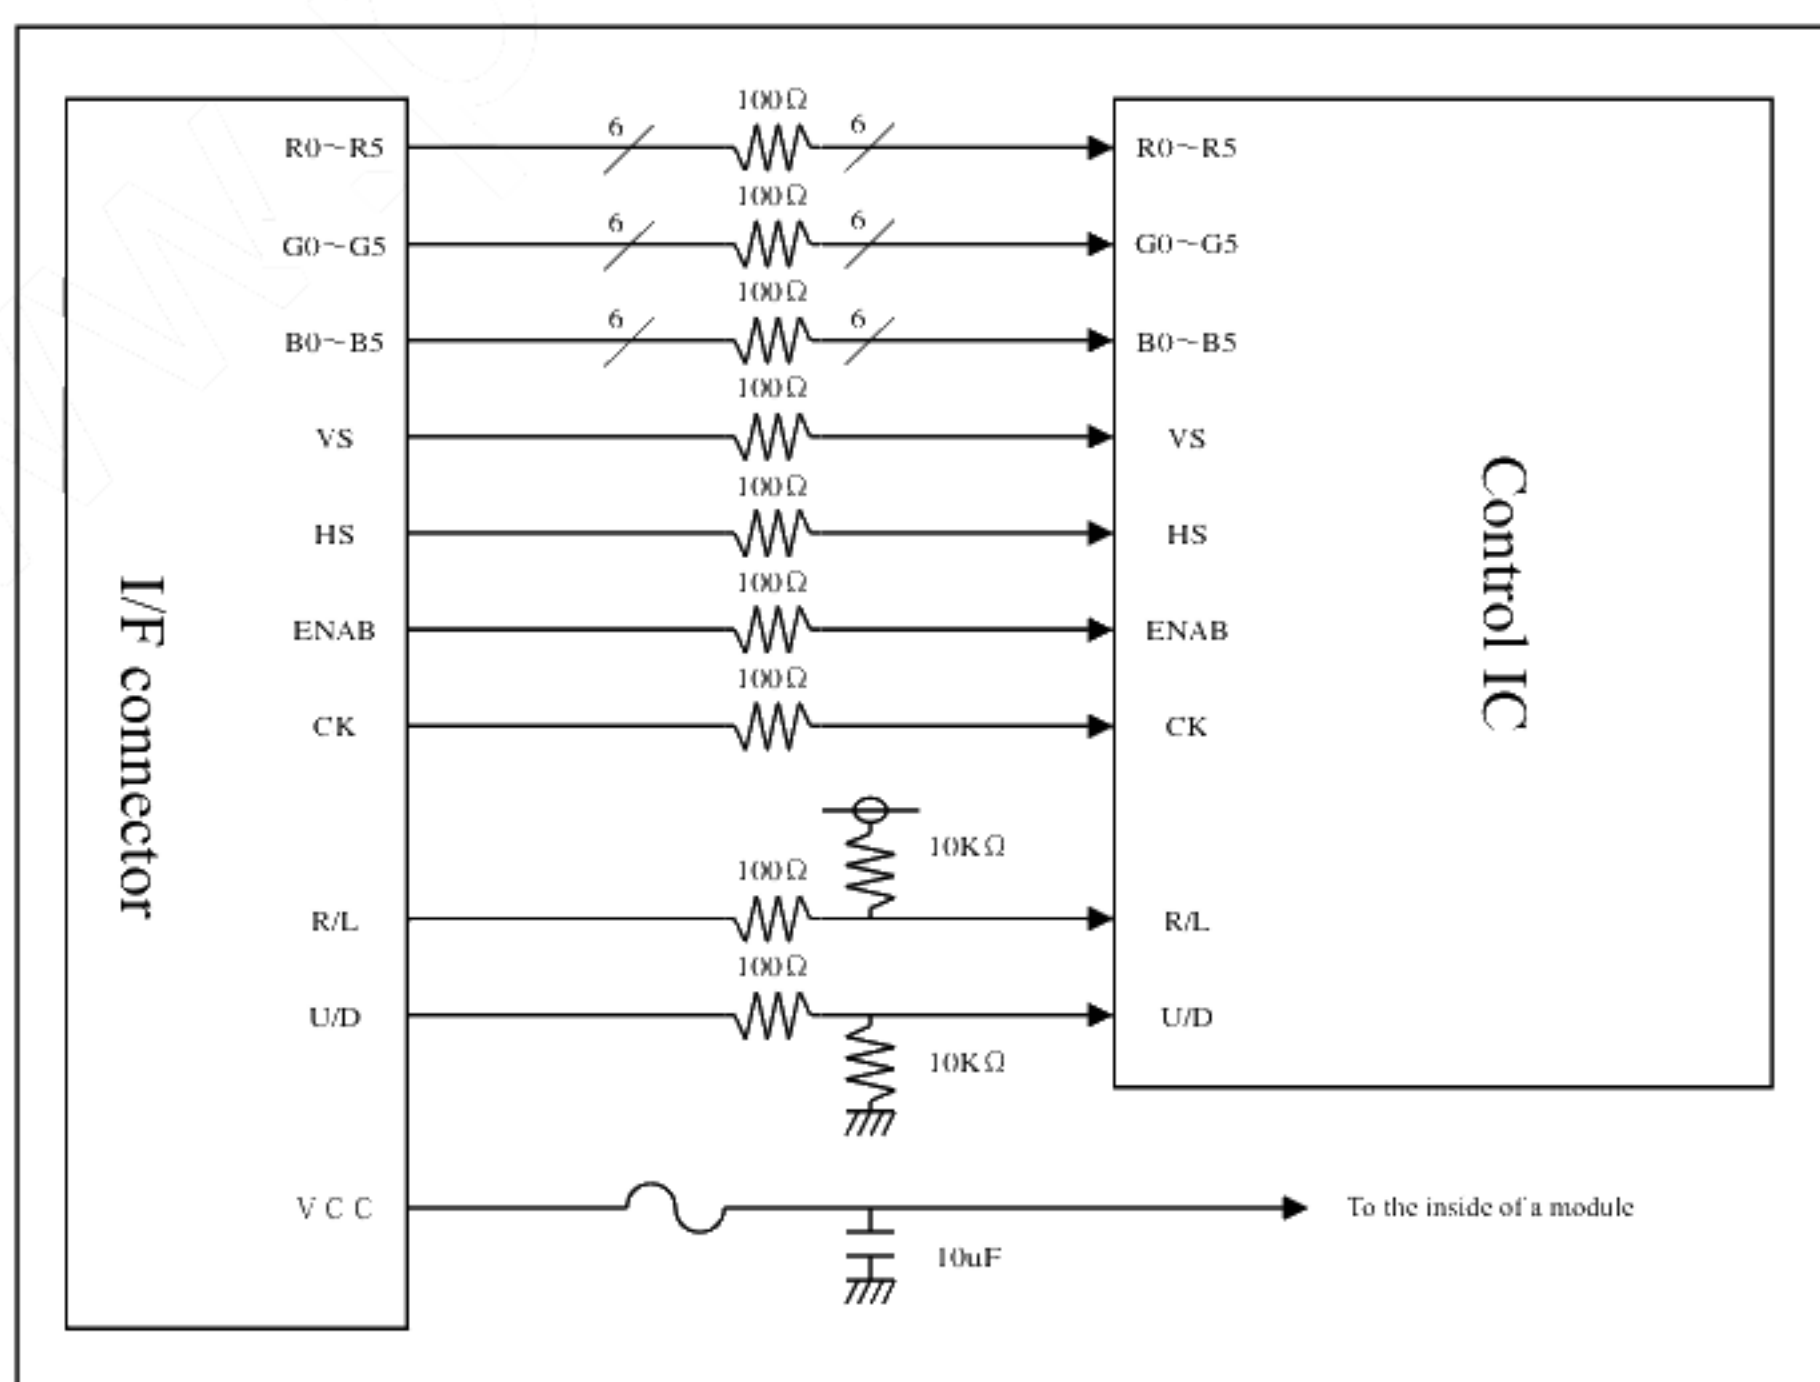 100Ω
R0～R5 6 6 R0～R5
100Ω
G0～G5 6 6 G0～G5
100Ω
B0～B5 6 6 B0～B5
100Ω
VS VS
100Ω
HS HS
100Ω
ENAB ENAB
100Ω
CK CK
10KΩ
100Ω
R/L R/L
100Ω
U/D U/D
10KΩ
VCC To the inside of a module
10uF
I/F connector
Control IC